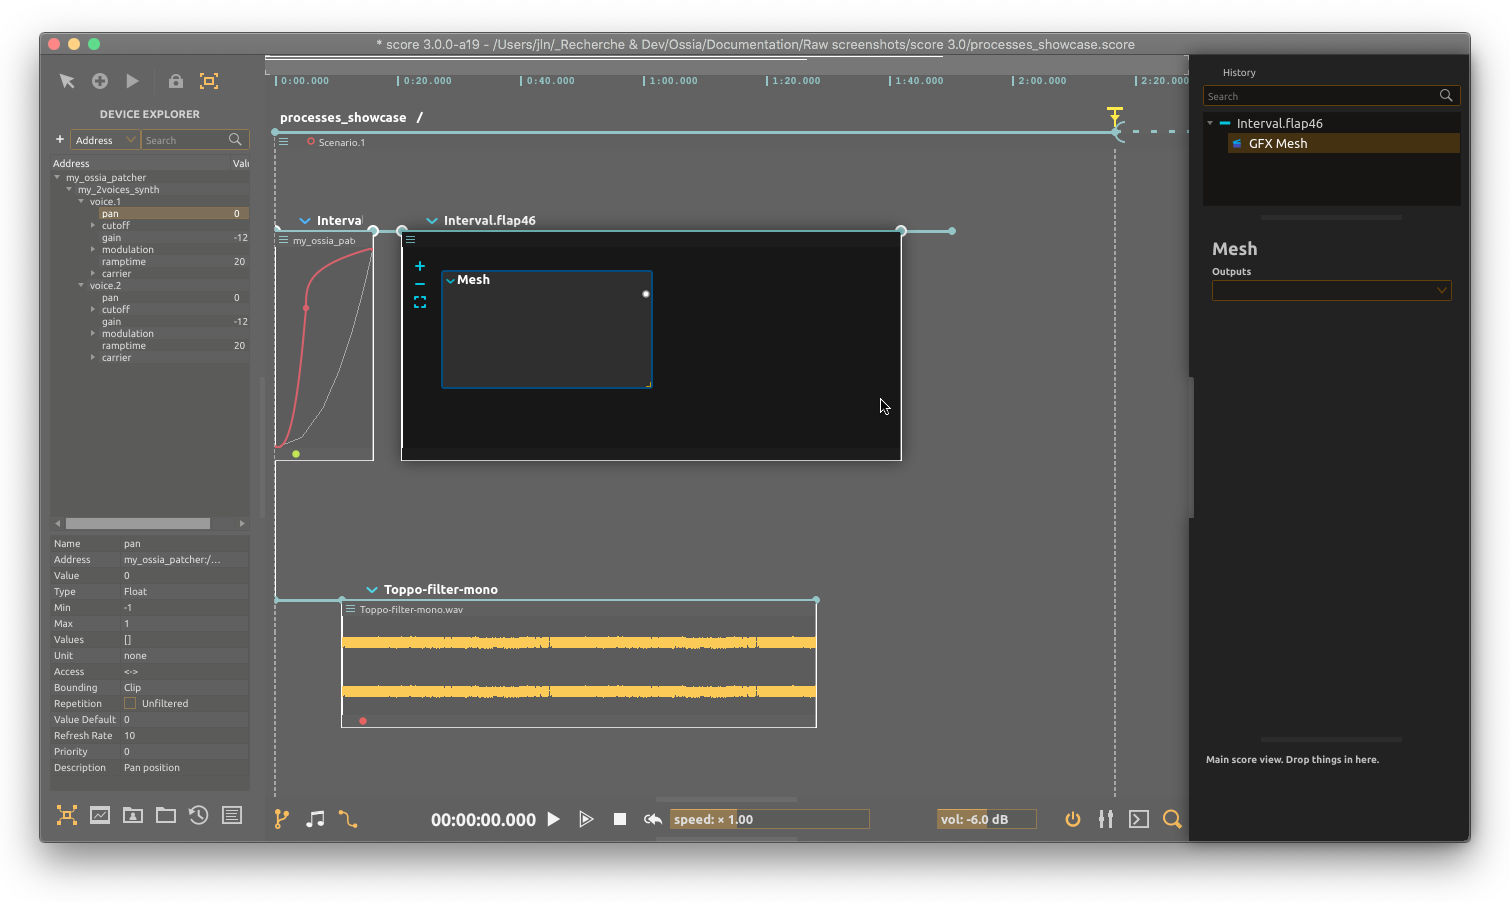 * score 3.0.0-a19 - /Users/jln/_Recherche & Dev/Ossia/Documentation/Raw screenshots/score 3.0/processes_showcase.score
DEVICE EXPLORER
+ Address Search
Address Valu
my_ossia_patcher
my_2voices_synth
voice.1
pan 0
cutoff
gain -12
modulation
ramptime 20
carrier
voice.2
pan 0
cutoff
gain -12
modulation
ramptime 20
carrier
Name pan
Address my_ossia_patcher:/...
Value 0
Type Float
Min -1
Max 1
Values []
Unit none
Access <->
Bounding Clip
Repetition Unfiltered
Value Default 0
Refresh Rate 10
Priority 0
Description Pan position
0:00.000 0:20.000 0:40.000 1:00.000 1:20.000 1:40.000 2:00.000 2:20.00
processes_showcase /
Scenario.1
Interva
my_ossia_pat
Interval.flap46
Mesh
Toppo-filter-mono
Toppo-filter-mono.wav
00:00:00.000
speed: × 1.00
vol: -6.0 dB
History
Search
Interval.flap46
GFX Mesh
Mesh
Outputs
Main score view. Drop things in here.